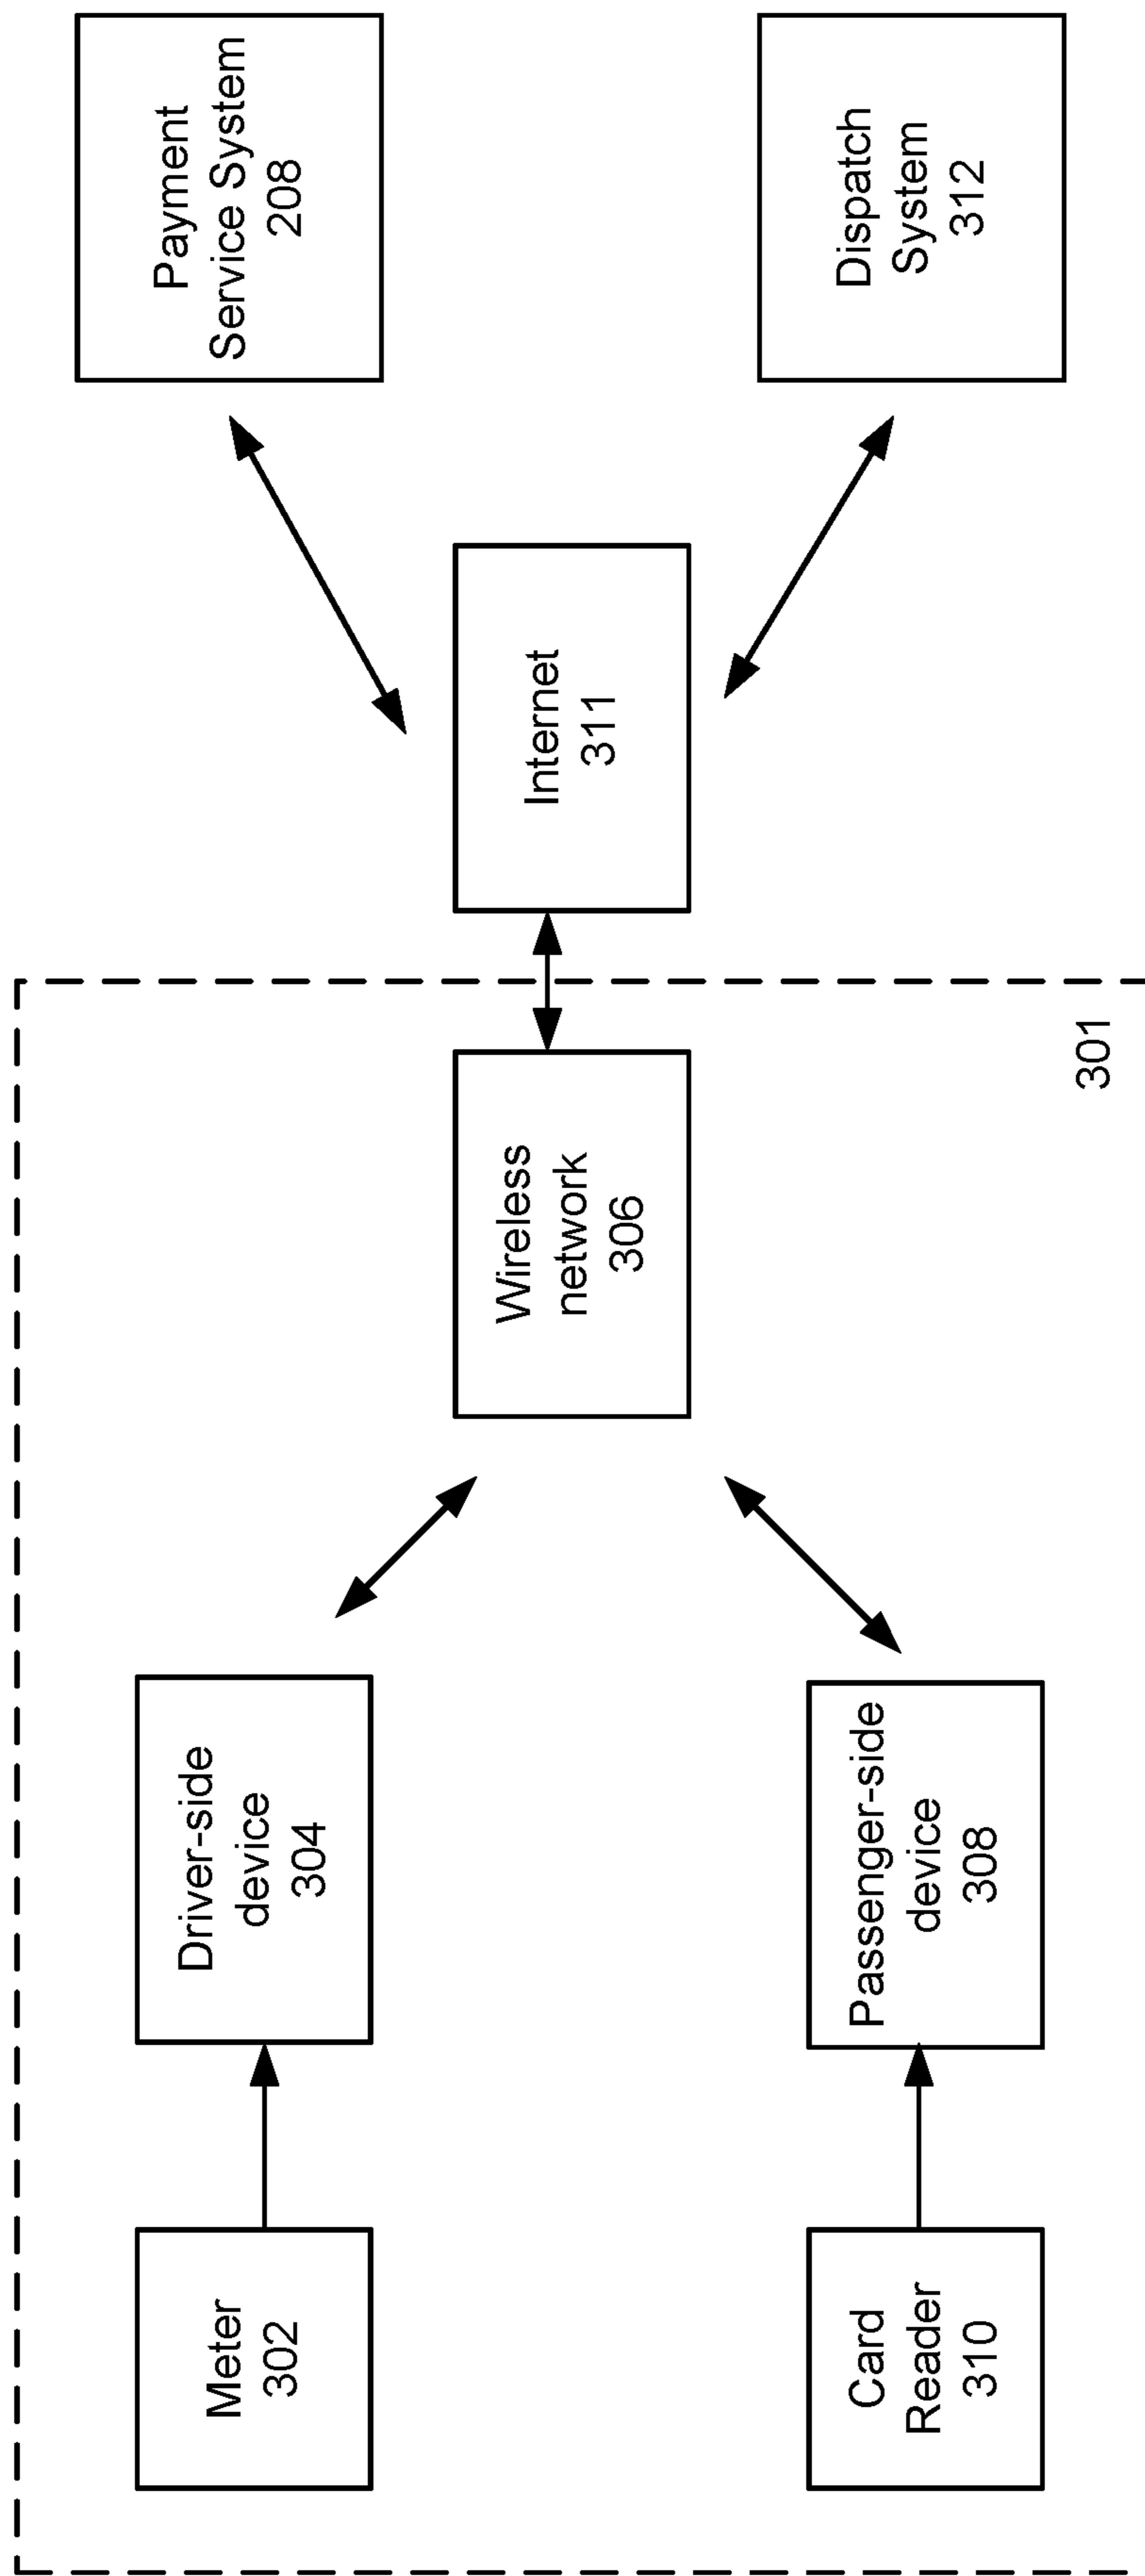 Meter
302
Driver-side
device
304
Wireless
network
306
Internet
311
Payment
Service System
208
Card
Reader
310
Passenger-side
device
308
Dispatch
System
312
301